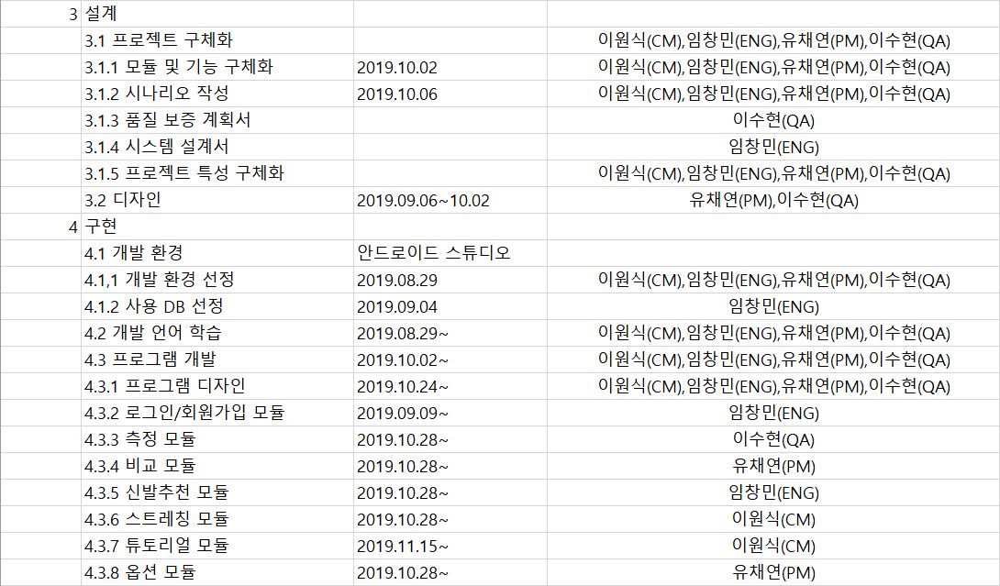 3 설계
3.1 프로젝트 구체화 이원식(CM),임창민(ENG),유채연(PM),이수현(QA)
3.1.1 모듈 및 기능 구체화 2019.10.02 이원식(CM),임창민(ENG),유채연(PM),이수현(QA)
3.1.2 시나리오 작성 2019.10.06 이원식(CM),임창민(ENG),유채연(PM),이수현(QA)
3.1.3 품질 보증 계획서 이수현(QA)
3.1.4 시스템 설계서 임창민(ENG)
3.1.5 프로젝트 특성 구체화 이원식(CM),임창민(ENG),유채연(PM),이수현(QA)
3.2 디자인 2019.09.06~10.02 유채연(PM),이수현(QA)
4 구현
4.1 개발 환경 안드로이드 스튜디오
4.1,1 개발 환경 선정 2019.08.29 이원식(CM),임창민(ENG),유채연(PM),이수현(QA)
4.1.2 사용 DB 선정 2019.09.04 임창민(ENG)
4.2 개발 언어 학습 2019.08.29~ 이원식(CM),임창민(ENG),유채연(PM),이수현(QA)
4.3 프로그램 개발 2019.10.02~ 이원식(CM),임창민(ENG),유채연(PM),이수현(QA)
4.3.1 프로그램 디자인 2019.10.24~ 이원식(CM),임창민(ENG),유채연(PM),이수현(QA)
4.3.2 로그인/회원가입 모듈 2019.09.09~ 임창민(ENG)
4.3.3 측정 모듈 2019.10.28~ 이수현(QA)
4.3.4 비교 모듈 2019.10.28~ 유채연(PM)
4.3.5 신발추천 모듈 2019.10.28~ 임창민(ENG)
4.3.6 스트레칭 모듈 2019.10.28~ 이원식(CM)
4.3.7 튜토리얼 모듈 2019.11.15~ 이원식(CM)
4.3.8 옵션 모듈 2019.10.28~ 유채연(PM)